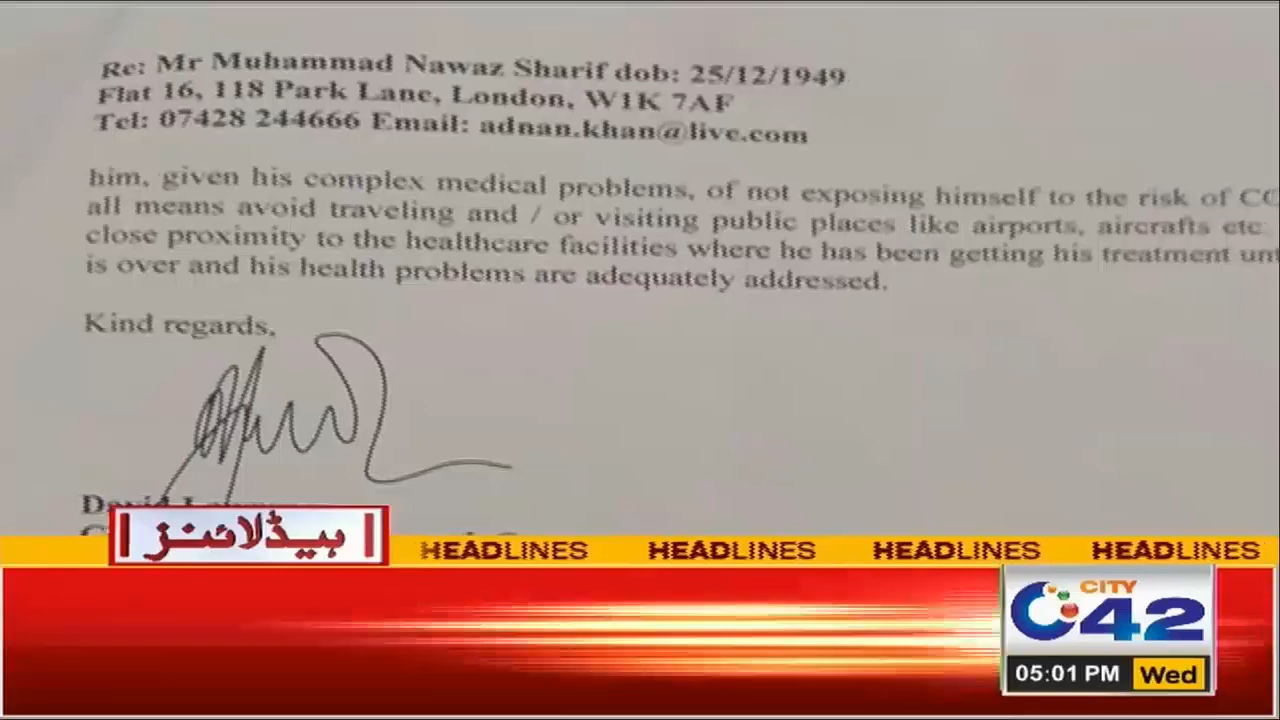 Re: Mr Muhammad Nawaz Sharif dob: 25/12/1949
Flat 16, 118 Park Lane, London, W1K 7AF
Tel: 07428 244666 Email: adnan.khan@live.com
him, given his complex medical problems, of not exposing himself to the risk of
all means avoid traveling and / or visiting public places like airports, aircrafts etc.
close proximity to the healthcare facilities where he has been getting his treatment
is over and his health problems are adequately addressed.
Kind regards,
David
ہیڈلائنز
HEADLINES HEADLINES HEADLINES HEADLINES
CITY
42
05:01 PM Wed